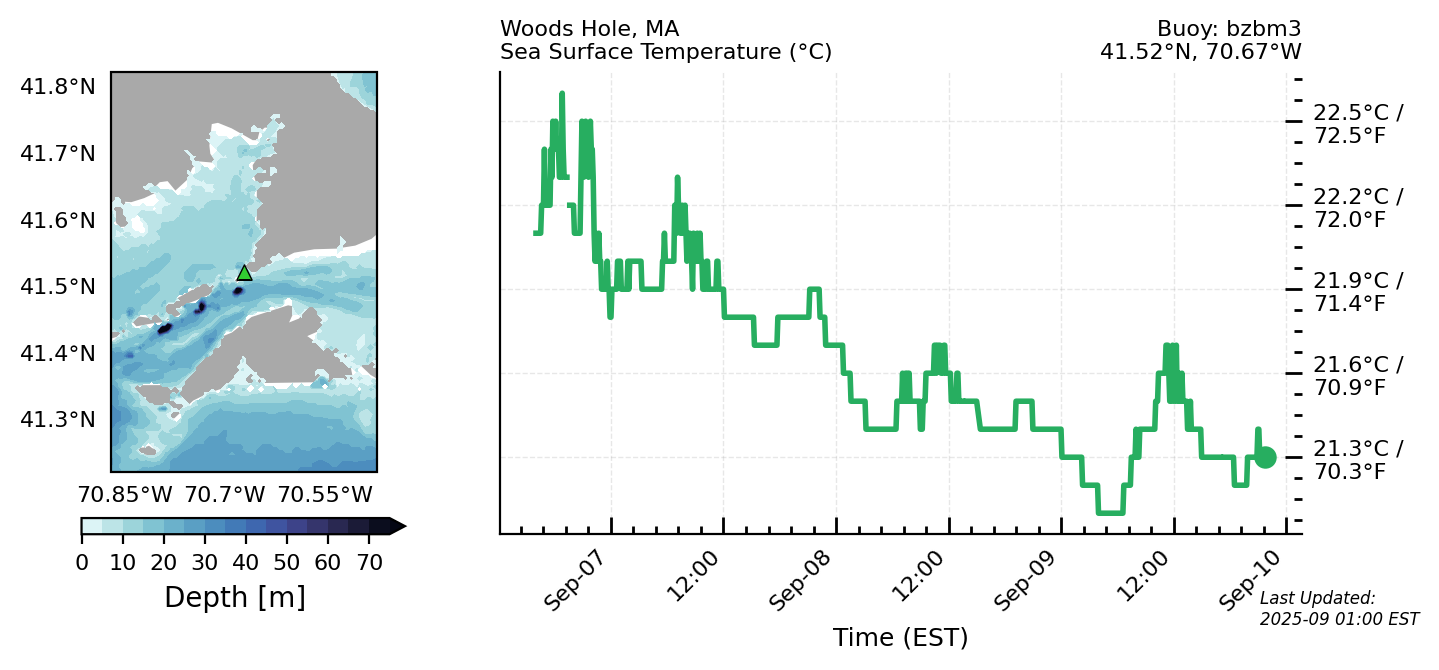 Woods Hole, MA
Sea Surface Temperature (°C)
Buoy: bzbm3
41.52°N, 70.67°W
41.8°N
41.7°N
41.6°N
41.5°N
41.4°N
41.3°N
70.85°W 70.7°W 70.55°W
0 10 20 30 40 50 60 70
Depth [m]
22.5°C /
72.5°F
22.2°C /
72.0°F
21.9°C /
71.4°F
21.6°C /
70.9°F
21.3°C /
70.3°F
Sep-07 12:00 Sep-08 12:00 Sep-09 12:00 Sep-10
Time (EST)
Last Updated:
2025-09 01:00 EST